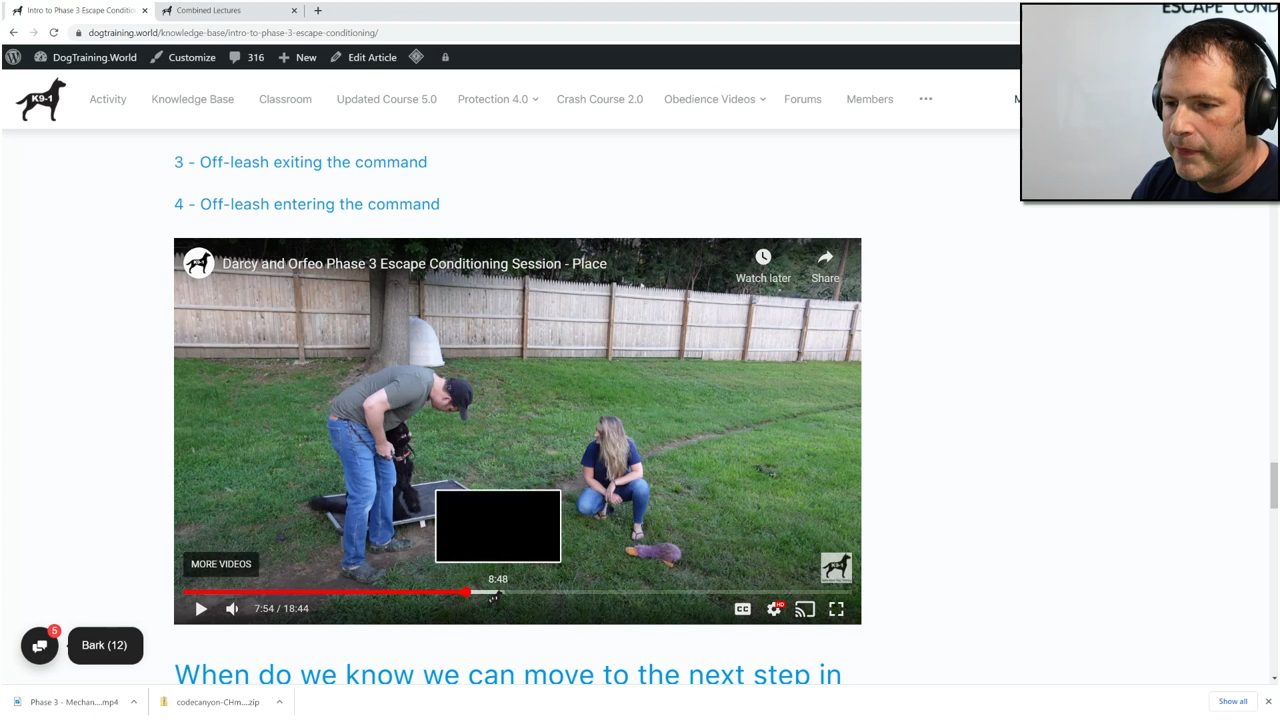 Intro to Phase 3 Escape Conditio
Combined Lectures
ESCAPE COND
dogtraining.world/knowledge-base/intro-to-phase-3-escape-conditioning/
DogTraining.World Customize 316 New Edit Article
K9-1 Activity Knowledge Base Classroom Updated Course 5.0 Protection 4.0 Crash Course 2.0 Obedience Videos Forums Members ••• M
3 - Off-leash exiting the command
4 - Off-leash entering the command
Darcy and Orfeo Phase 3 Escape Conditioning Session - Place
Watch later Share
MORE VIDEOS
8:48
7:54 / 18:44
CC HD
5
Bark (12)
When do we know we can move to the next step in
Phase 3 - Mechan....mp4 codecanyon-CHm....zip Show all